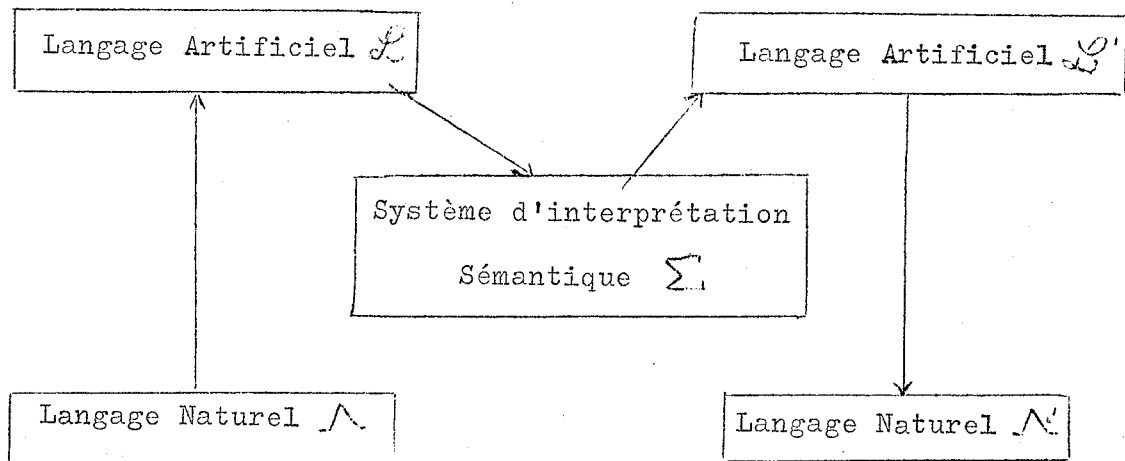 Langage Artificiel ℒ
Langage Artificiel ℒ'
Système d'interprétation
Sémantique Σ
Langage Naturel 𝒩
Langage Naturel 𝒩'